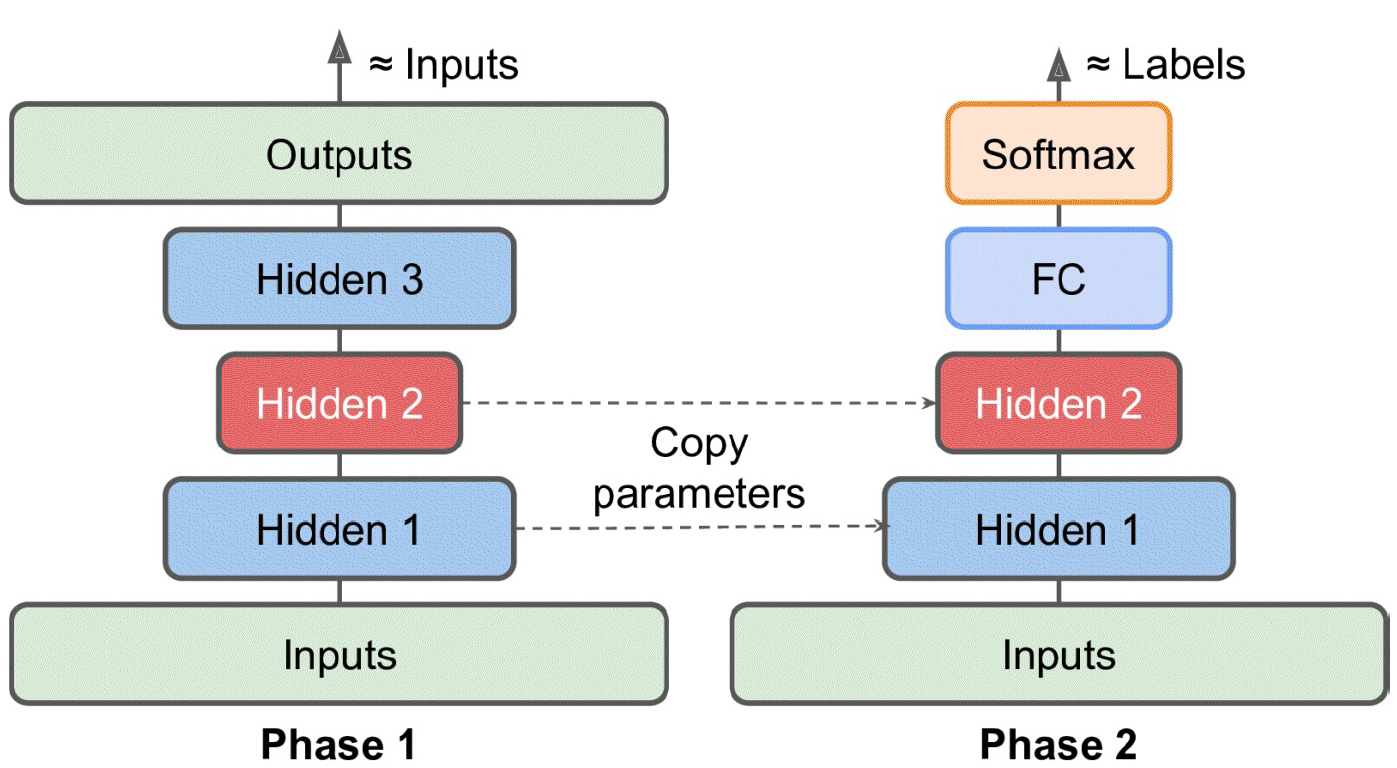 ≈ Inputs
Outputs
Hidden 3
Hidden 2
Hidden 1
Inputs
Phase 1
Copy
parameters
≈ Labels
Softmax
FC
Hidden 2
Hidden 1
Inputs
Phase 2